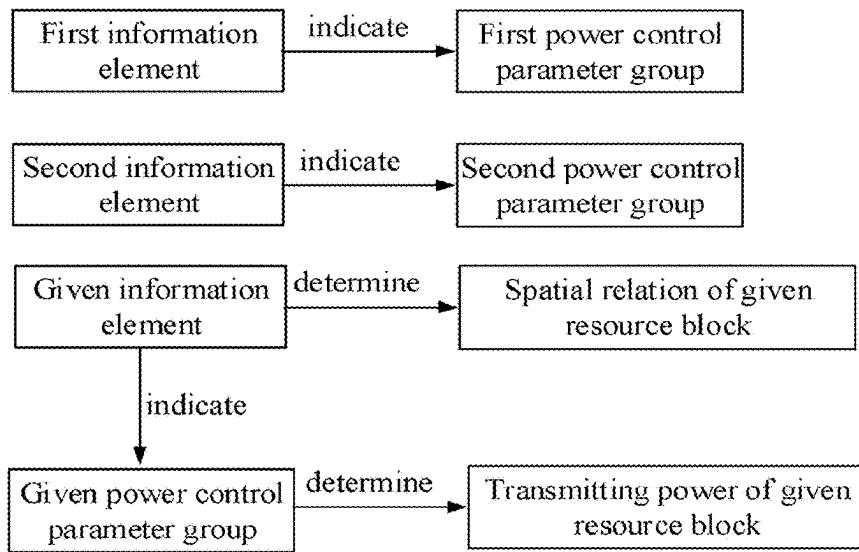 First information
element
indicate
First power control
parameter group
Second information
element
indicate
Second power control
parameter group
Given information
element
determine
Spatial relation of given
resource block
indicate
Given power control
parameter group
determine
Transmitting power of given
resource block